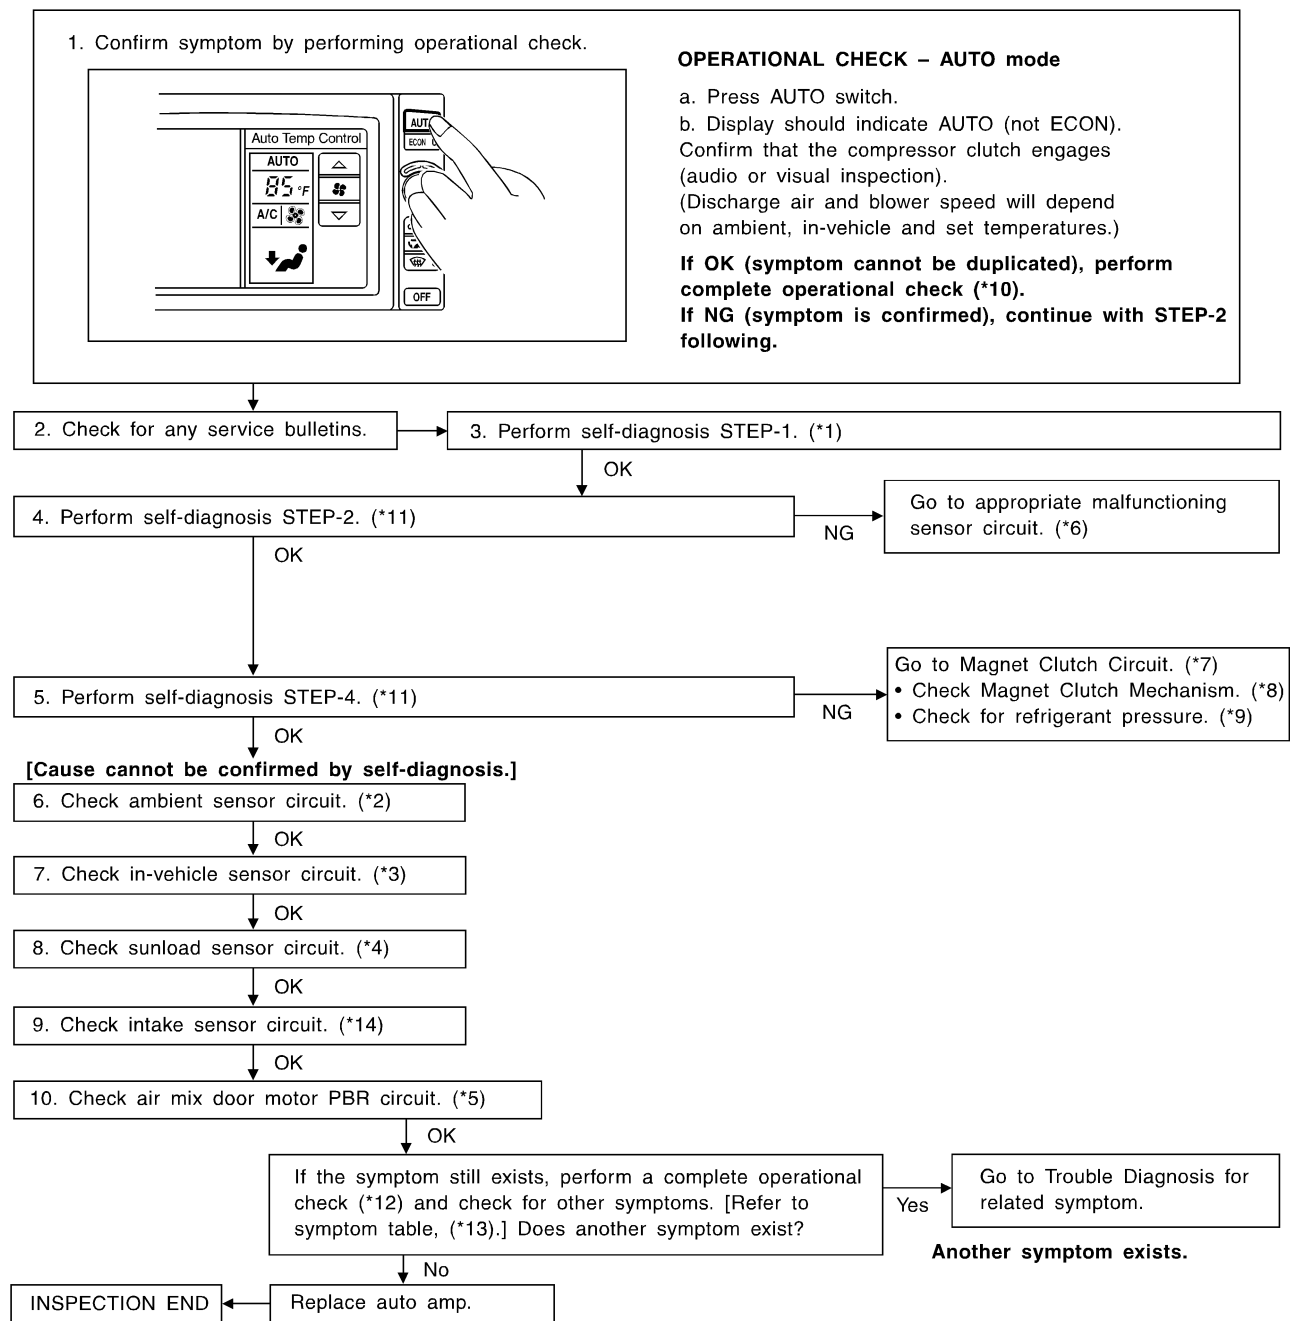 1. Confirm symptom by performing operational check.
Auto Temp Control
AUTO
85 °F
A/C
AUT
ECON
OFF
OPERATIONAL CHECK – AUTO mode
a. Press AUTO switch.
b. Display should indicate AUTO (not ECON).
Confirm that the compressor clutch engages
(audio or visual inspection).
(Discharge air and blower speed will depend
on ambient, in-vehicle and set temperatures.)
If OK (symptom cannot be duplicated), perform
complete operational check (*10).
If NG (symptom is confirmed), continue with STEP-2
following.
2. Check for any service bulletins.
3. Perform self-diagnosis STEP-1. (*1)
OK
4. Perform self-diagnosis STEP-2. (*11)
NG
Go to appropriate malfunctioning
sensor circuit. (*6)
OK
5. Perform self-diagnosis STEP-4. (*11)
NG
Go to Magnet Clutch Circuit. (*7)
• Check Magnet Clutch Mechanism. (*8)
• Check for refrigerant pressure. (*9)
OK
[Cause cannot be confirmed by self-diagnosis.]
6. Check ambient sensor circuit. (*2)
OK
7. Check in-vehicle sensor circuit. (*3)
OK
8. Check sunload sensor circuit. (*4)
OK
9. Check intake sensor circuit. (*14)
OK
10. Check air mix door motor PBR circuit. (*5)
OK
If the symptom still exists, perform a complete operational
check (*12) and check for other symptoms. [Refer to
symptom table, (*13).] Does another symptom exist?
Yes
Go to Trouble Diagnosis for
related symptom.
Another symptom exists.
No
Replace auto amp.
INSPECTION END